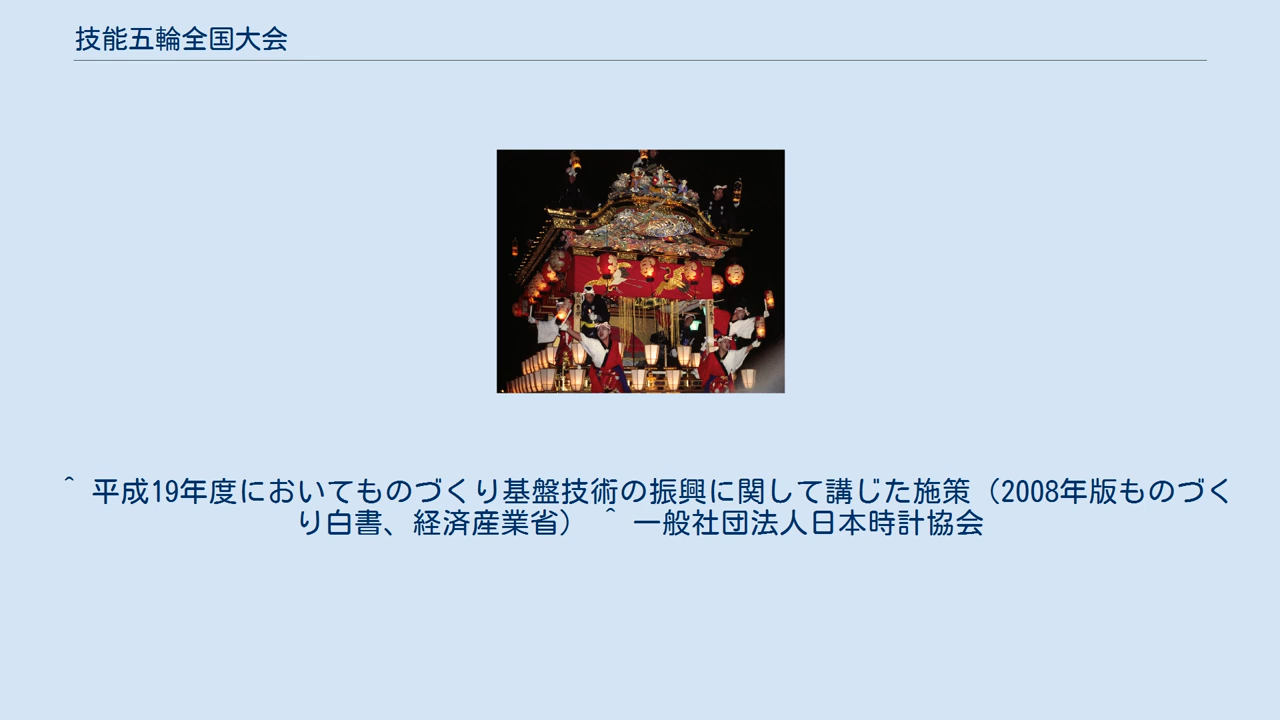 技能五輪全国大会
^ 平成19年度においてものづくり基盤技術の振興に関して講じた施策（2008年版ものづく
り白書、経済産業省） ^ 一般社団法人日本時計協会